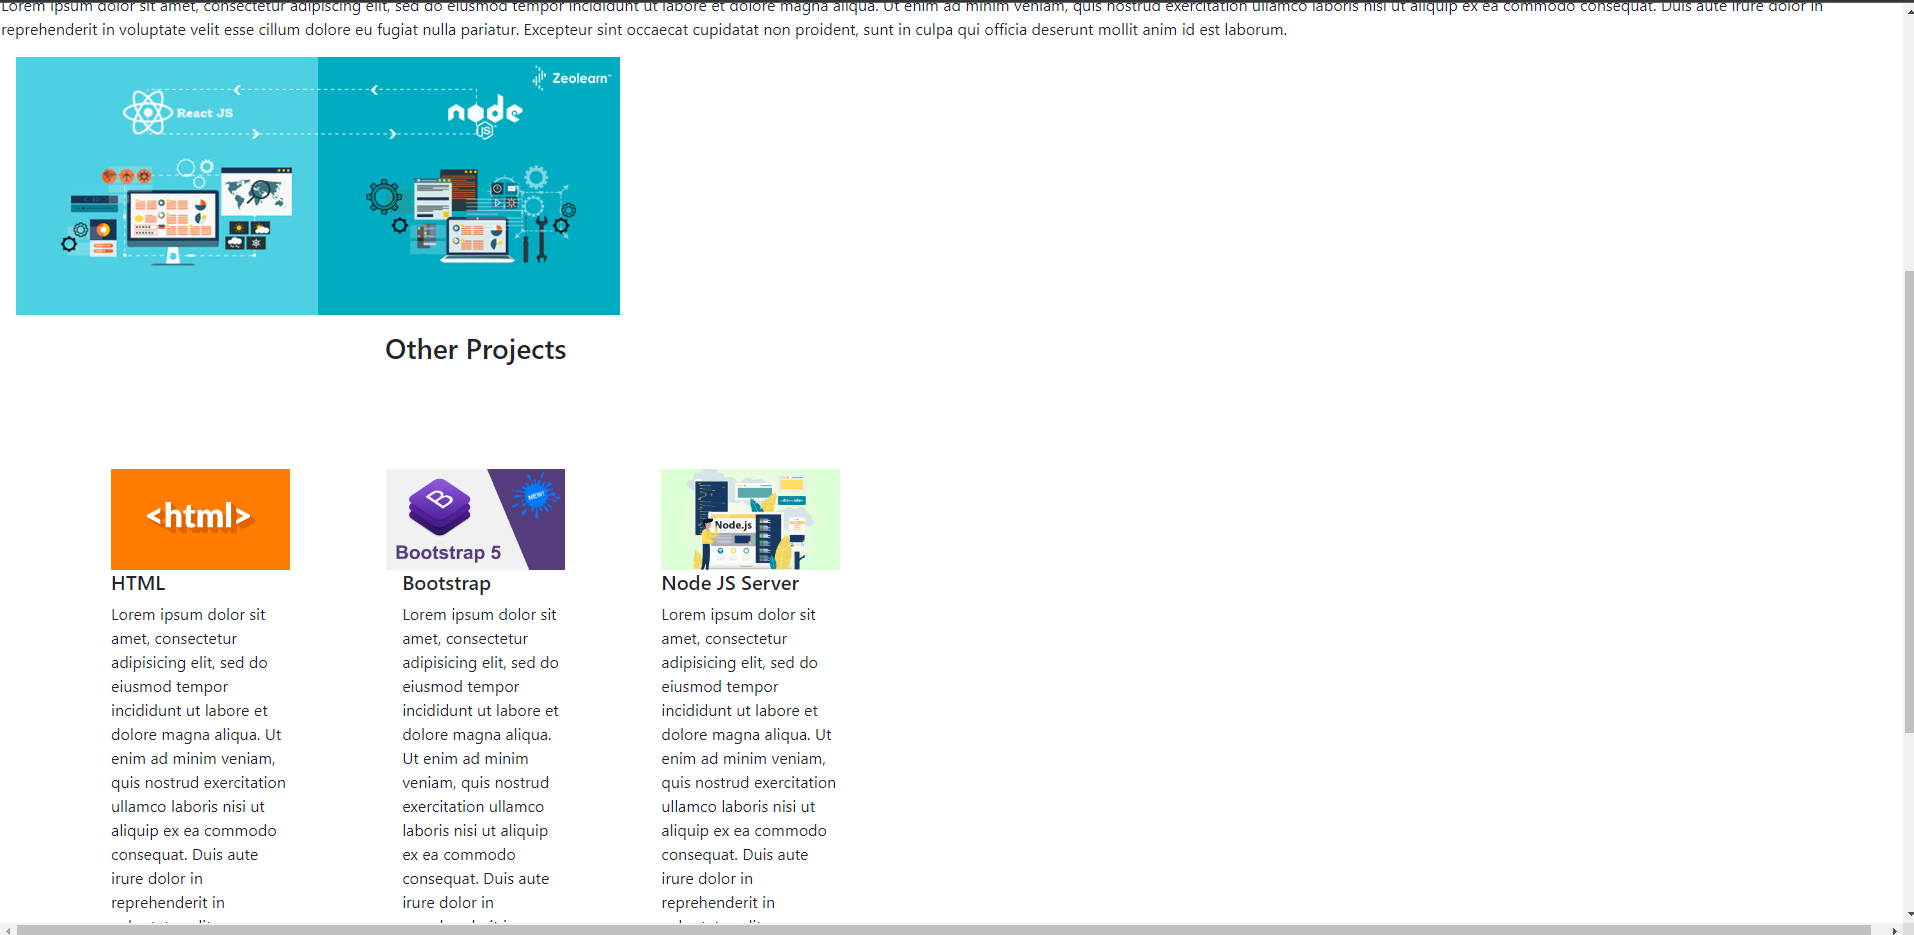 Lorem ipsum dolor sit amet, consectetur adipiscing elit, sed do eiusmod tempor incididunt ut labore et dolore magna aliqua. Ut enim ad minim veniam, quis nostrud exercitation ullamco laboris nisi ut aliquip ex ea commodo consequat. Duis aute irure dolor in
reprehenderit in voluptate velit esse cillum dolore eu fugiat nulla pariatur. Excepteur sint occaecat cupidatat non proident, sunt in culpa qui officia deserunt mollit anim id est laborum.
Zeolearn
React JS
node
JS
Other Projects
<html>
NEW!
Bootstrap 5
Node.js
HTML
Lorem ipsum dolor sit
amet, consectetur
adipisicing elit, sed do
eiusmod tempor
incididunt ut labore et
dolore magna aliqua. Ut
enim ad minim veniam,
quis nostrud exercitation
ullamco laboris nisi ut
aliquip ex ea commodo
consequat. Duis aute
irure dolor in
reprehenderit in
Bootstrap
Lorem ipsum dolor sit
amet, consectetur
adipisicing elit, sed do
eiusmod tempor
incididunt ut labore et
dolore magna aliqua.
Ut enim ad minim
veniam, quis nostrud
exercitation ullamco
laboris nisi ut aliquip
ex ea commodo
consequat. Duis aute
irure dolor in
Node JS Server
Lorem ipsum dolor sit
amet, consectetur
adipisicing elit, sed do
eiusmod tempor
incididunt ut labore et
dolore magna aliqua. Ut
enim ad minim veniam,
quis nostrud exercitation
ullamco laboris nisi ut
aliquip ex ea commodo
consequat. Duis aute
irure dolor in
reprehenderit in